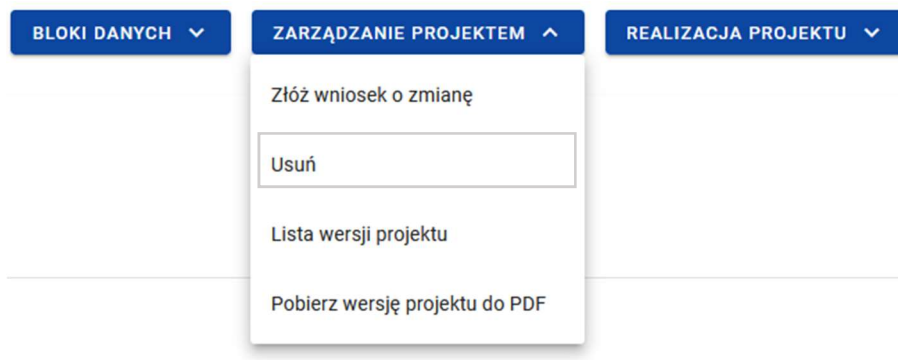 BLOKI DANYCH
ZARZĄDZANIE PROJEKTEM
REALIZACJA PROJEKTU
Złóż wniosek o zmianę
Usuń
Lista wersji projektu
Pobierz wersję projektu do PDF